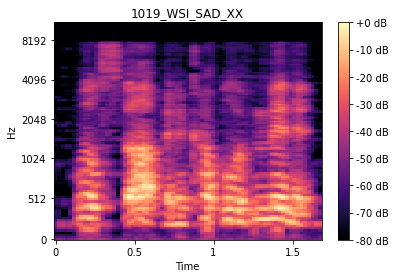 1019_WSI_SAD_XX
8192
4096
2048
1024
512
0
Hz
0
0.5
1
1.5
Time
+0 dB
-10 dB
-20 dB
-30 dB
-40 dB
-50 dB
-60 dB
-70 dB
-80 dB